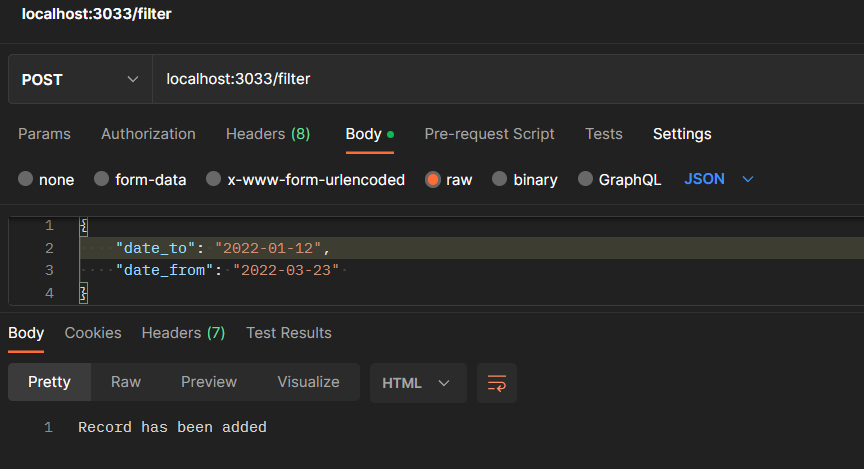 localhost:3033/filter
POST localhost:3033/filter
Params Authorization Headers (8) Body Pre-request Script Tests Settings
none form-data x-www-form-urlencoded raw binary GraphQL JSON
1 {
2 "date_to": "2022-01-12",
3 "date_from": "2022-03-23"
4 }
Body Cookies Headers (7) Test Results
Pretty Raw Preview Visualize HTML
1 Record has been added